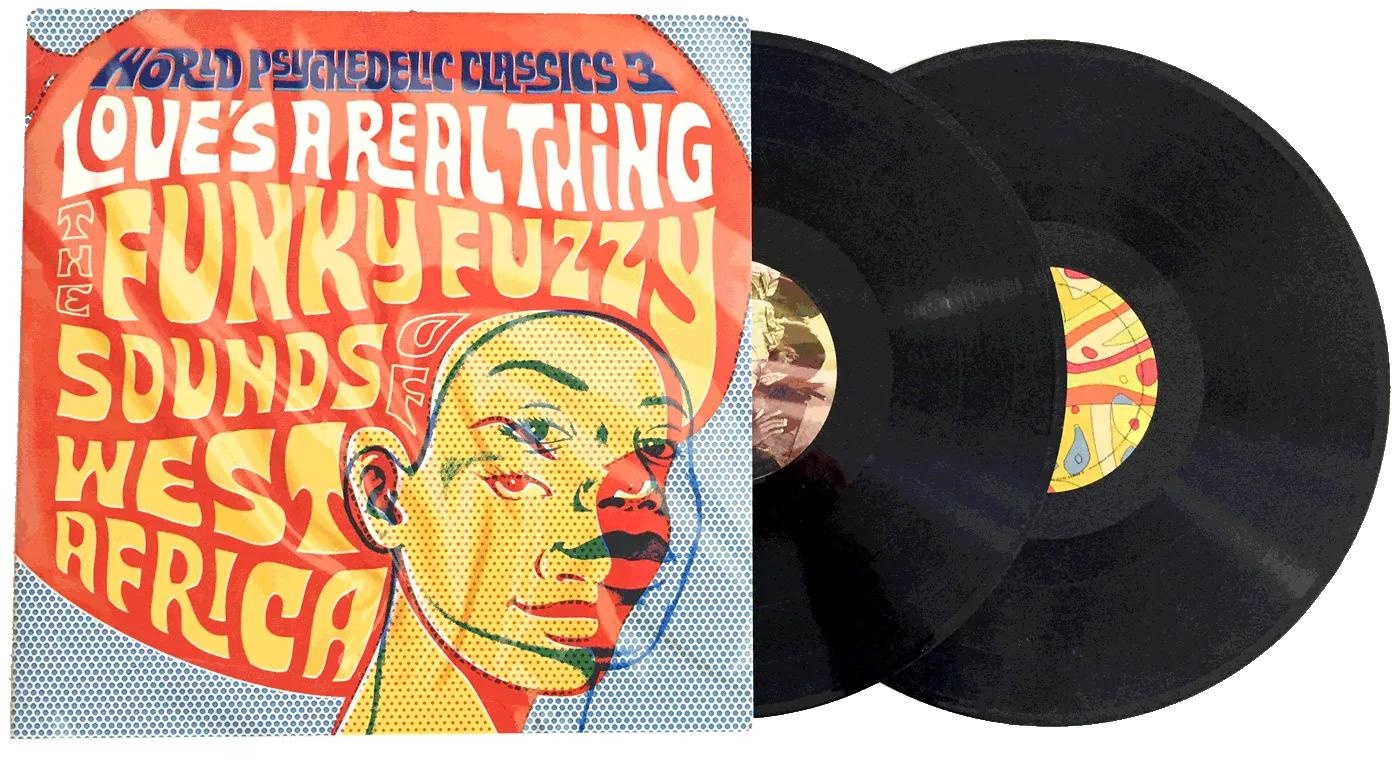 WORLD PSYCHEDELIC CLASSICS 3
LOVE'S A REAL THING
THE FUNKY FUZZY
SOUNDS OF
WEST
AFRICA